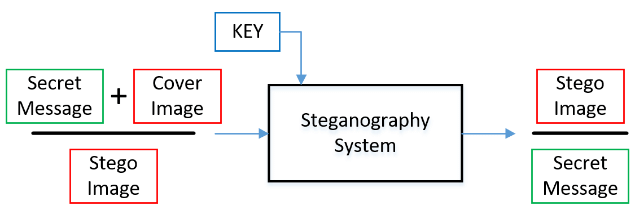 KEY
Secret
Message
+
Cover
Image
Stego
Image
Steganography
System
Stego
Image
Secret
Message